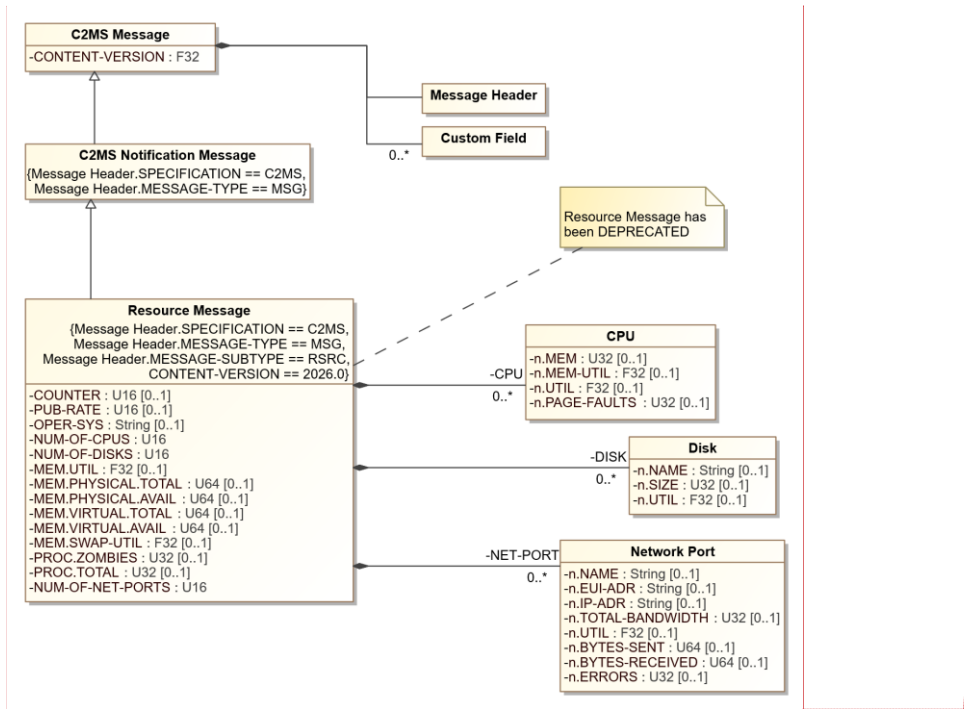 C2MS Message
-CONTENT-VERSION : F32
Message Header
Custom Field
0..*
C2MS Notification Message
{Message Header.SPECIFICATION == C2MS,
Message Header.MESSAGE-TYPE == MSG}
Resource Message has
been DEPRECATED
Resource Message
{Message Header.SPECIFICATION == C2MS,
Message Header.MESSAGE-TYPE == MSG,
Message Header.MESSAGE-SUBTYPE == RSRC,
CONTENT-VERSION == 2026.0}
-COUNTER : U16 [0..1]
-PUB-RATE : U16 [0..1]
-OPER-SYS : String [0..1]
-NUM-OF-CPUS : U16
-NUM-OF-DISKS : U16
-MEM.UTIL : F32 [0..1]
-MEM.PHYSICAL.TOTAL : U64 [0..1]
-MEM.PHYSICAL.AVAIL : U64 [0..1]
-MEM.VIRTUAL.TOTAL : U64 [0..1]
-MEM.VIRTUAL.AVAIL : U64 [0..1]
-MEM.SWAP-UTIL : F32 [0..1]
-PROC.ZOMBIES : U32 [0..1]
-PROC.TOTAL : U32 [0..1]
-NUM-OF-NET-PORTS : U16
-CPU
0..*
CPU
-n.MEM : U32 [0..1]
-n.MEM-UTIL : F32 [0..1]
-n.UTIL : F32 [0..1]
-n.PAGE-FAULTS : U32 [0..1]
-DISK
0..*
Disk
-n.NAME : String [0..1]
-n.SIZE : U32 [0..1]
-n.UTIL : F32 [0..1]
-NET-PORT
0..*
Network Port
-n.NAME : String [0..1]
-n.EUI-ADR : String [0..1]
-n.IP-ADR : String [0..1]
-n.TOTAL-BANDWIDTH : U32 [0..1]
-n.UTIL : F32 [0..1]
-n.BYTES-SENT : U64 [0..1]
-n.BYTES-RECEIVED : U64 [0..1]
-n.ERRORS : U32 [0..1]